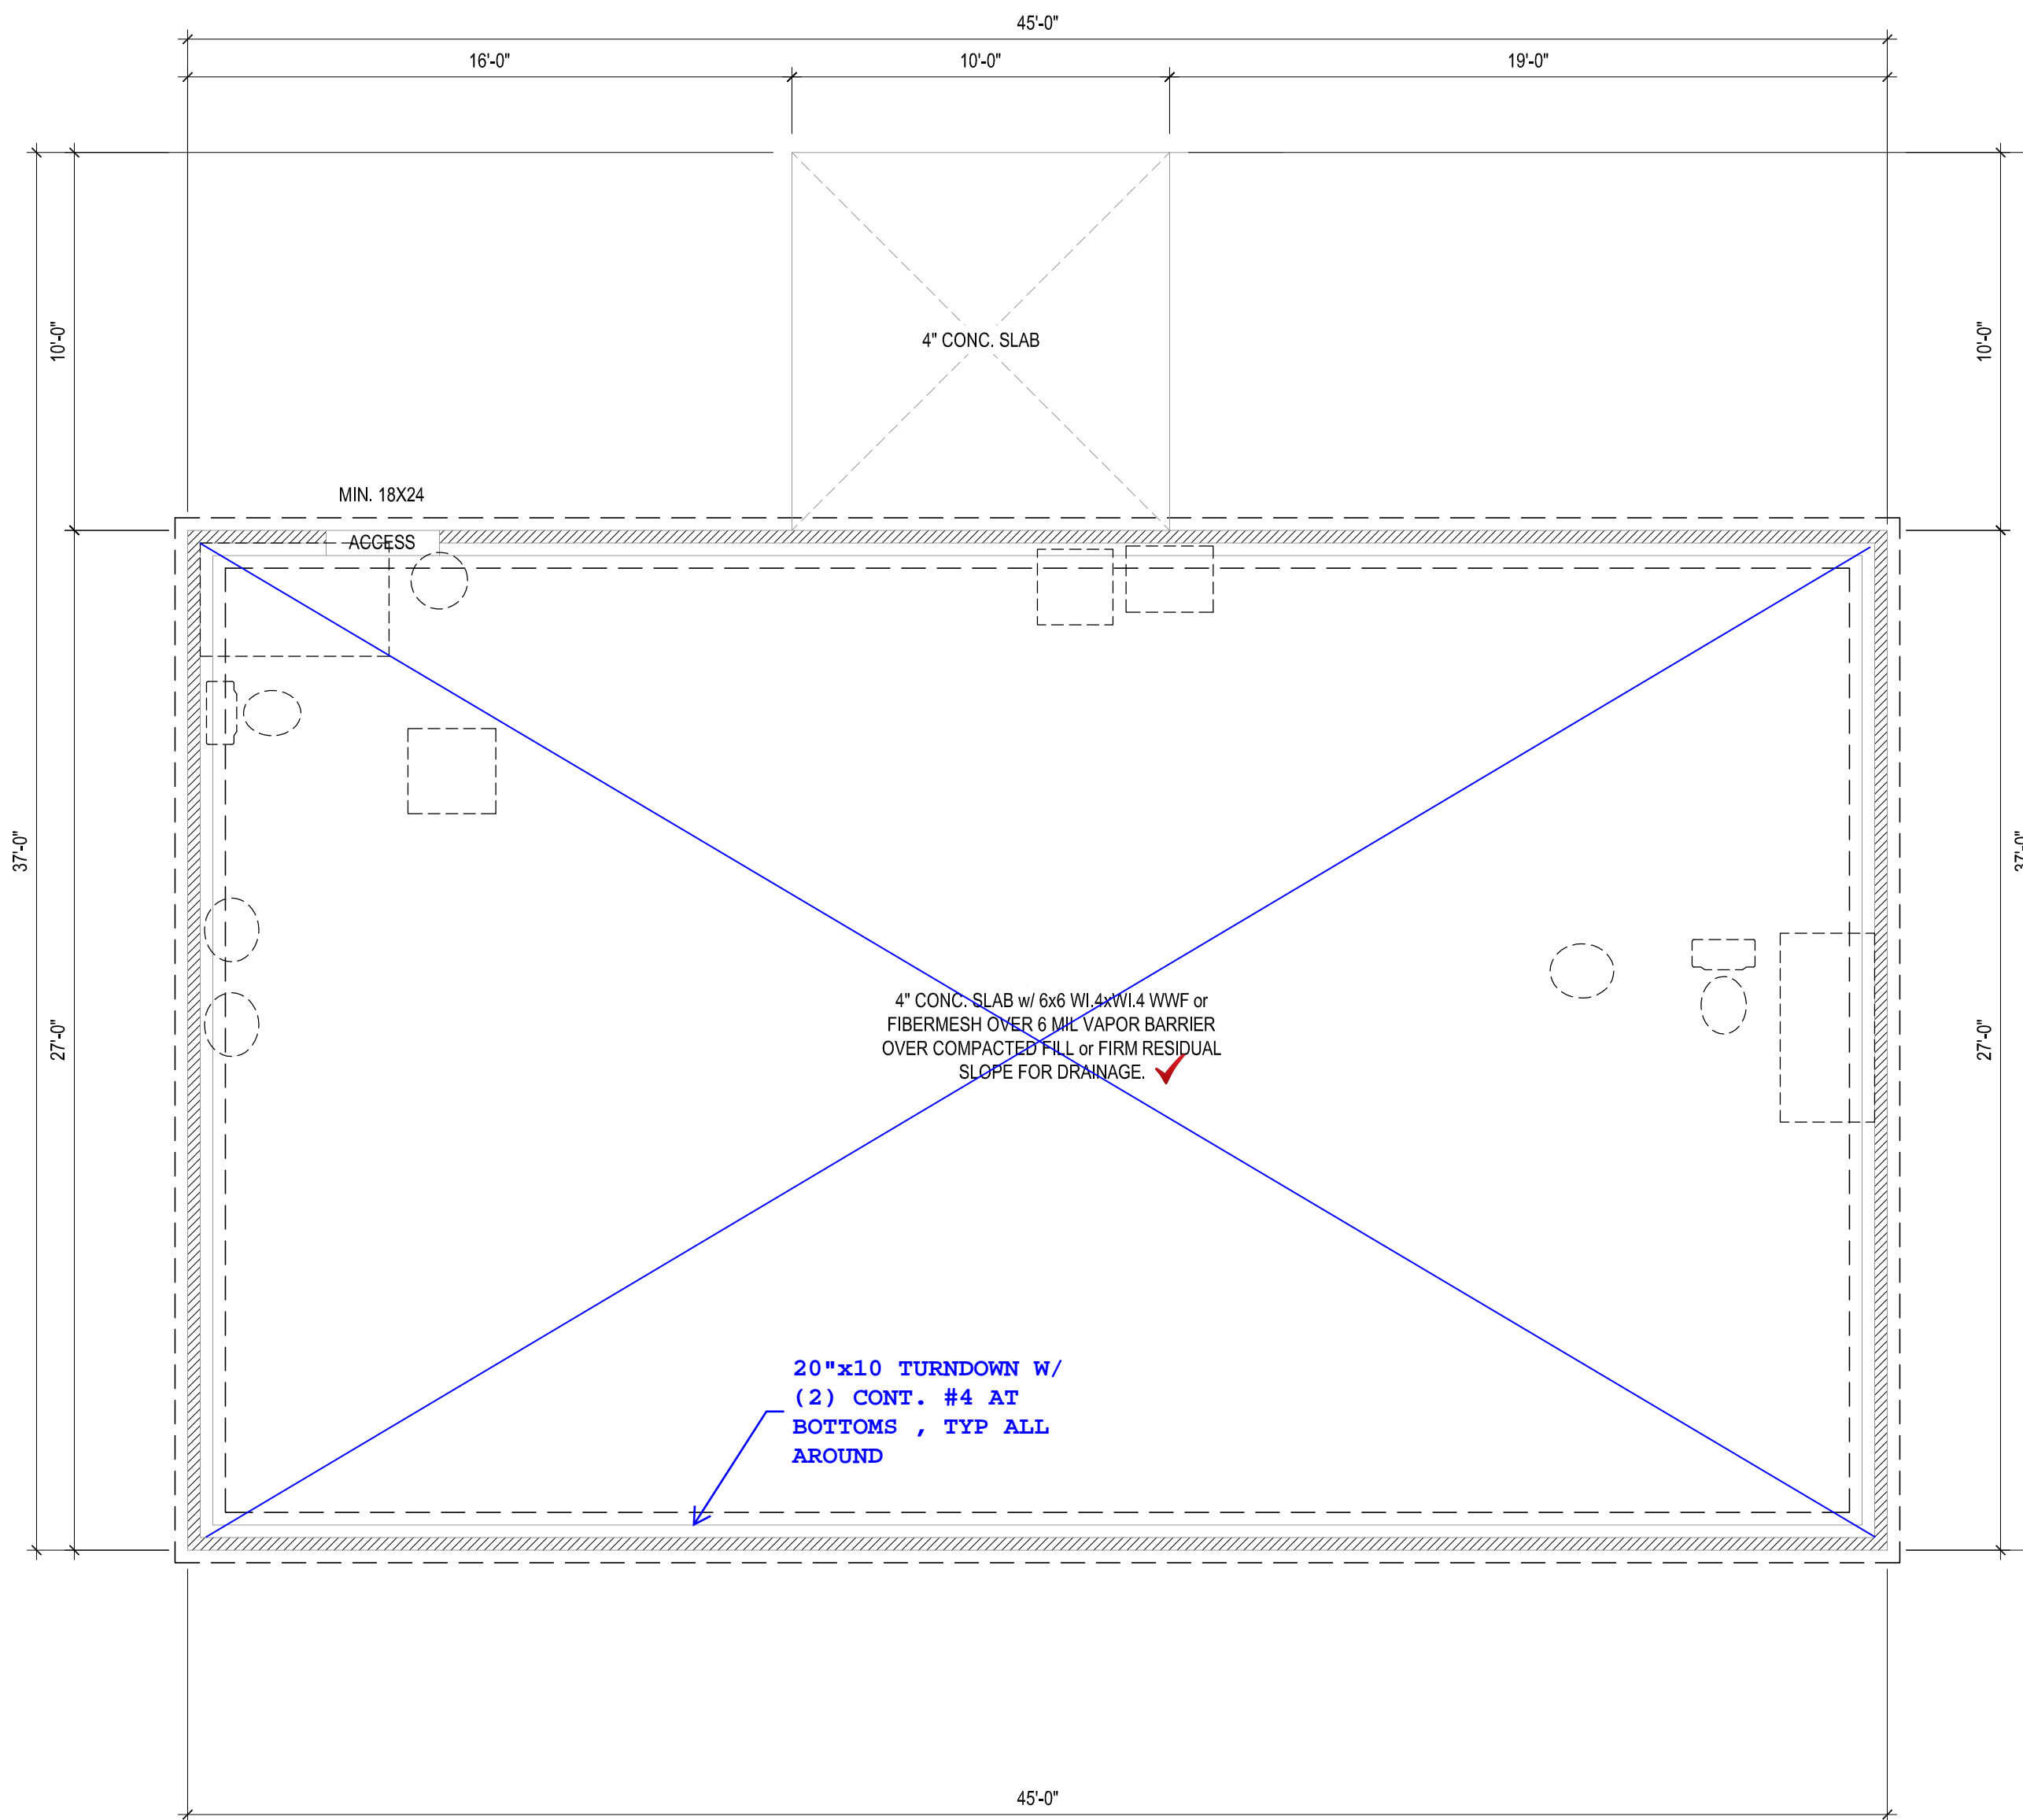 45'-0"
16'-0"
10'-0"
19'-0"
10'-0"
10'-0"
4" CONC. SLAB
MIN. 18X24
ACCESS
37'-0"
37'-0"
27'-0"
27'-0"
4" CONC. SLAB w/ 6x6 WI.4xWI.4 WWF or
FIBERMESH OVER 6 MIL VAPOR BARRIER
OVER COMPACTED FILL or FIRM RESIDUAL
SLOPE FOR DRAINAGE.
20"x10 TURNDOWN W/
(2) CONT. #4 AT
BOTTOMS , TYP ALL
AROUND
45'-0"